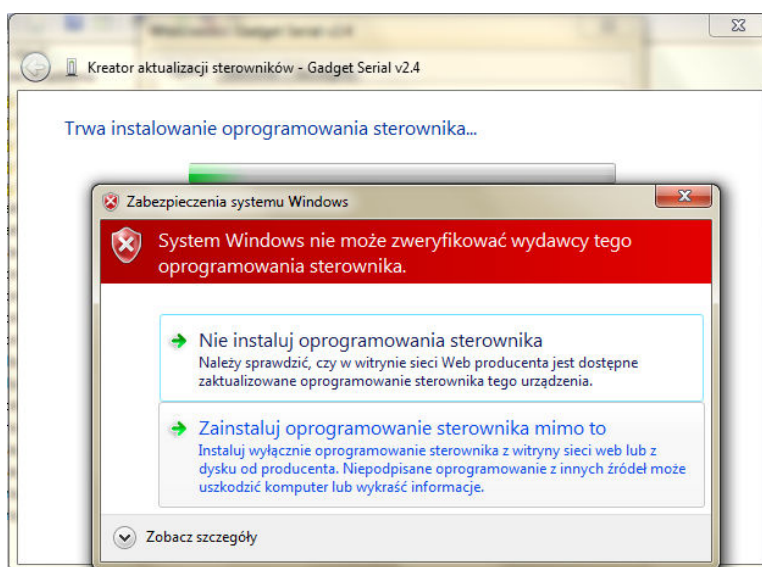 Kreator aktualizacji sterowników - Gadget Serial v2.4
Trwa instalowanie oprogramowania sterownika...
Zabezpieczenia systemu Windows
System Windows nie może zweryfikować wydawcy tego
oprogramowania sterownika.
Nie instaluj oprogramowania sterownika
Należy sprawdzić, czy w witrynie sieci Web producenta jest dostępne
zaktualizowane oprogramowanie sterownika tego urządzenia.
Zainstaluj oprogramowanie sterownika mimo to
Instaluj wyłącznie oprogramowanie sterownika z witryny sieci web lub z
dysku od producenta. Niepodpisane oprogramowanie z innych źródeł może
uszkodzić komputer lub wykraść informacje.
Zobacz szczegóły